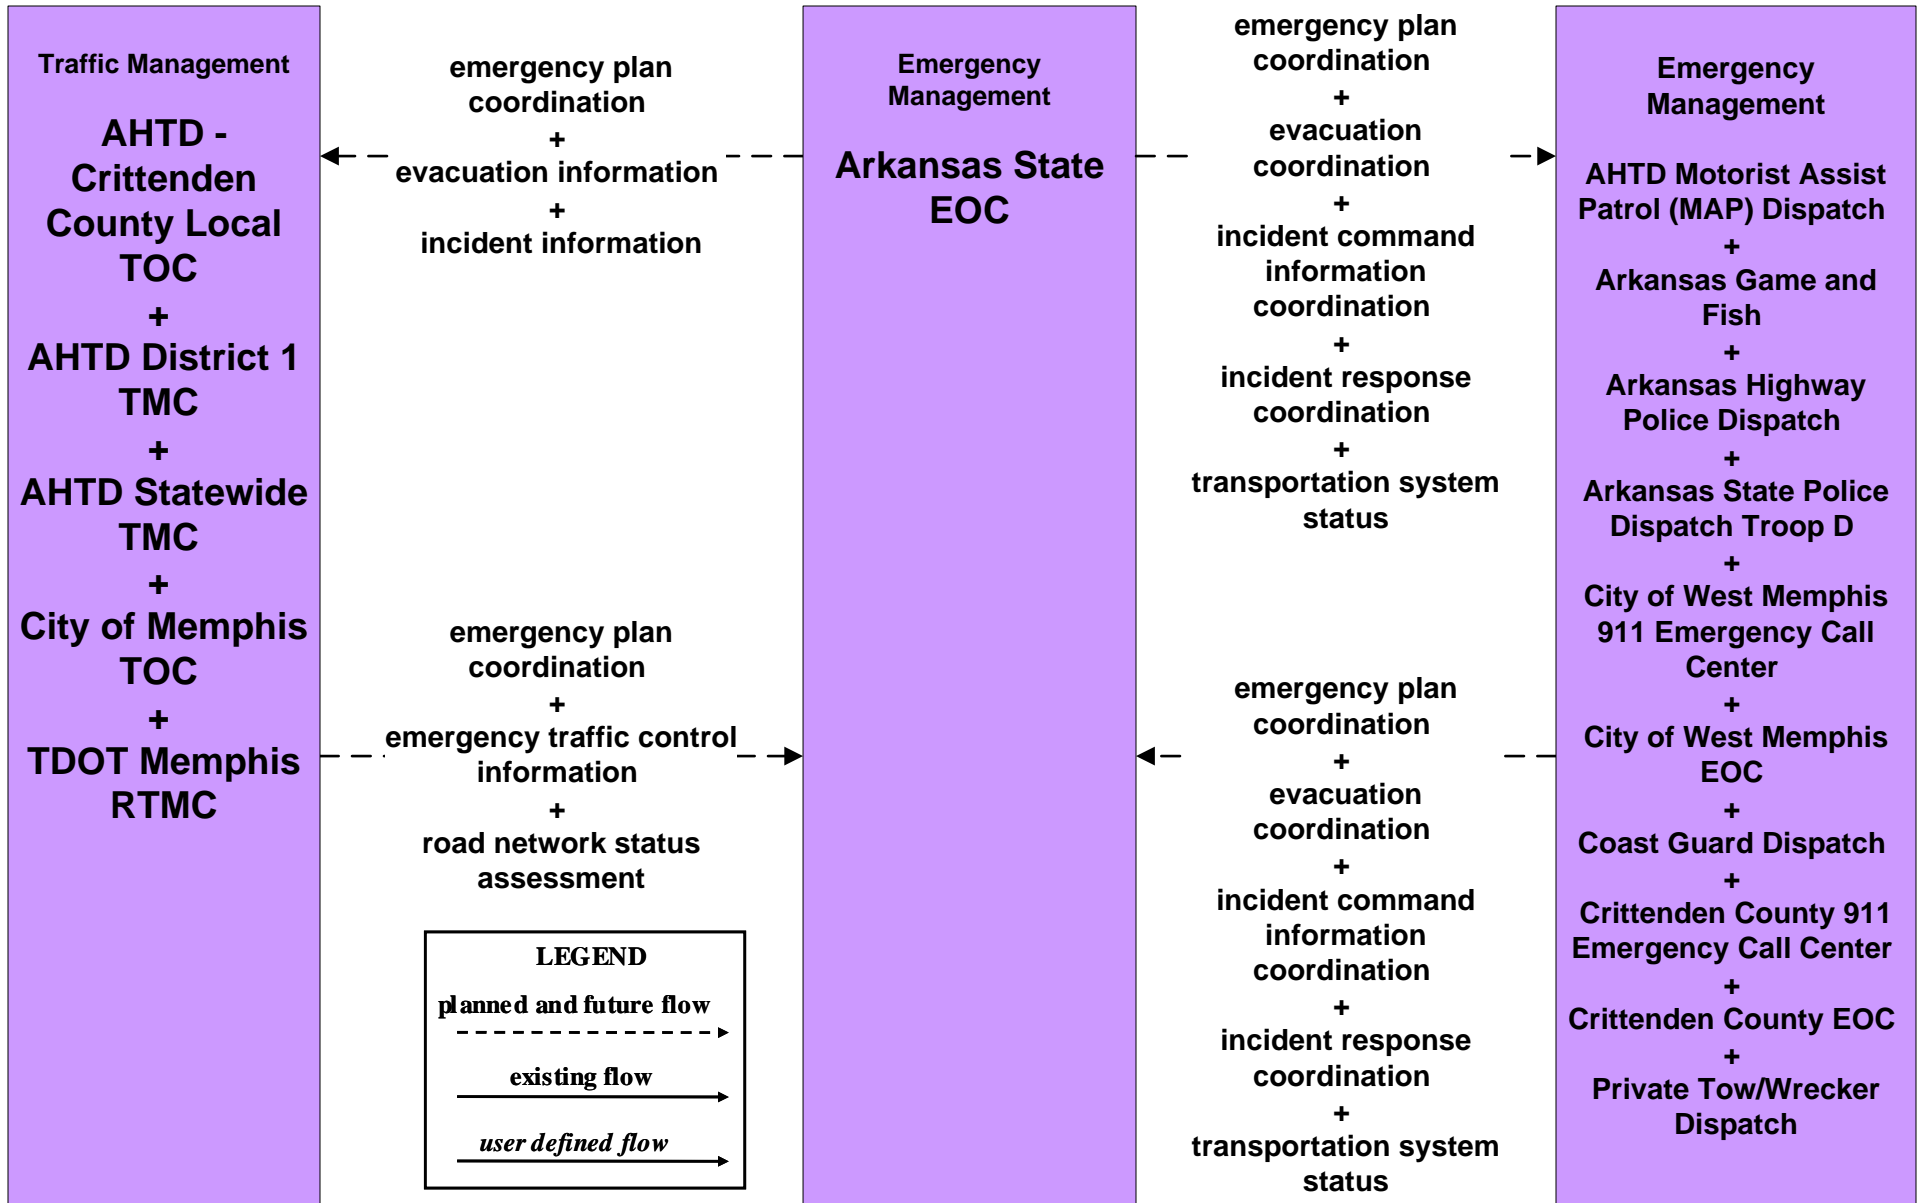 Traffic Management
AHTD -
Crittenden
County Local
TOC
+
AHTD District 1
TMC
+
AHTD Statewide
TMC
+
City of Memphis
TOC
+
TDOT Memphis
RTMC
emergency plan
coordination
+
evacuation information
+
incident information
emergency plan
coordination
+
emergency traffic control
information
+
road network status
assessment
LEGEND
planned and future flow
existing flow
user defined flow
Emergency
Management
Arkansas State
EOC
emergency plan
coordination
+
evacuation
coordination
+
incident command
information
coordination
+
incident response
coordination
+
transportation system
status
emergency plan
coordination
+
evacuation
coordination
+
incident command
information
coordination
+
incident response
coordination
+
transportation system
status
Emergency
Management
AHTD Motorist Assist
Patrol (MAP) Dispatch
+
Arkansas Game and
Fish
+
Arkansas Highway
Police Dispatch
+
Arkansas State Police
Dispatch Troop D
+
City of West Memphis
911 Emergency Call
Center
+
City of West Memphis
EOC
+
Coast Guard Dispatch
+
Crittenden County 911
Emergency Call Center
+
Crittenden County EOC
+
Private Tow/Wrecker
Dispatch